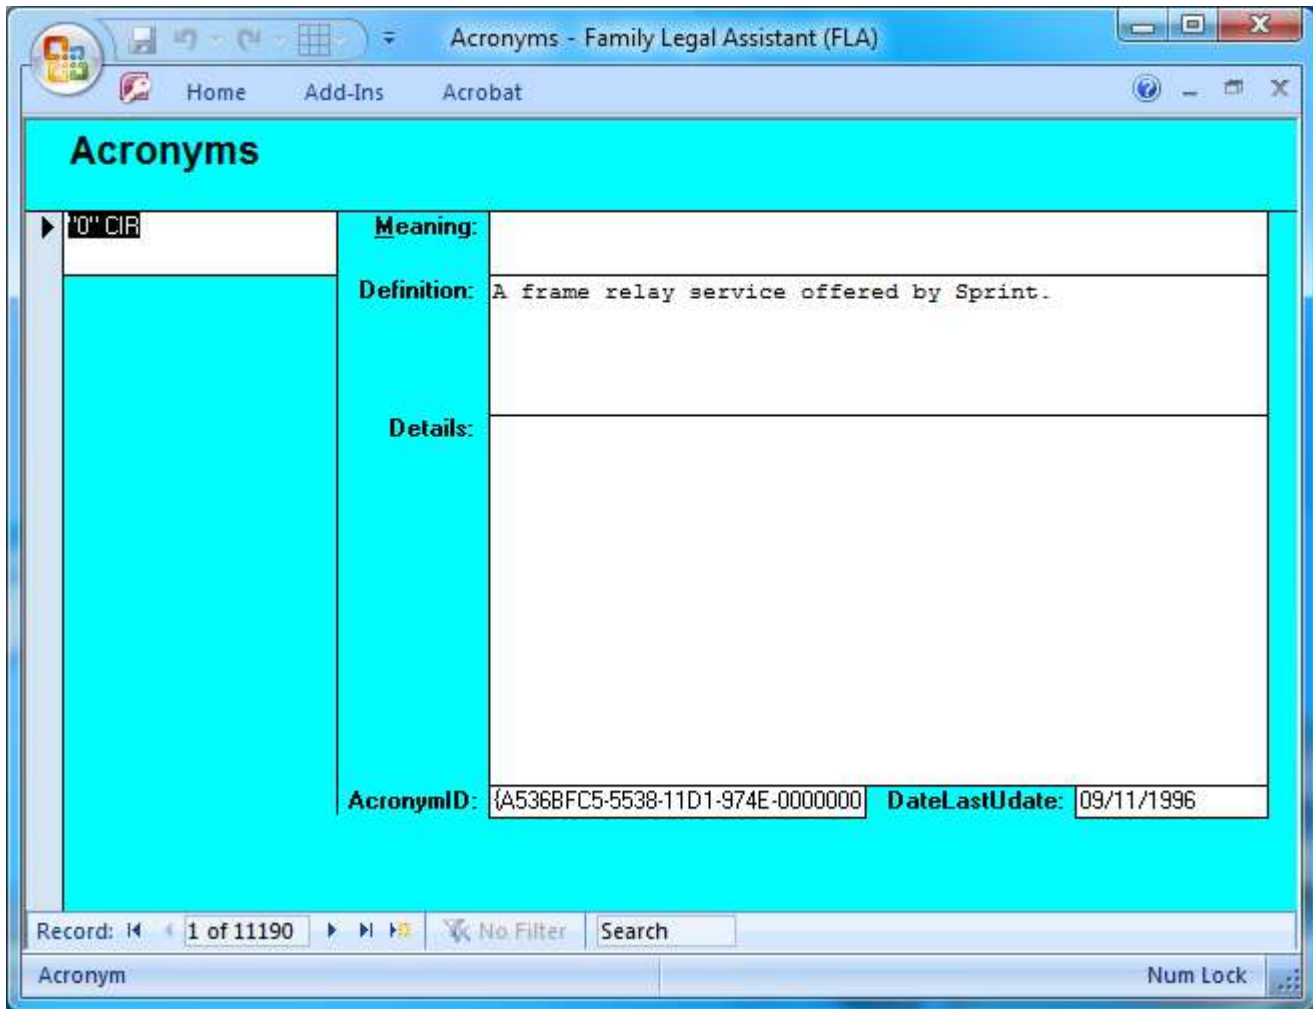 Acronyms - Family Legal Assistant (FLA)
Home Add-Ins Acrobat
Acronyms
"0" CIR
Meaning:
Definition: A frame relay service offered by Sprint.
Details:
AcronymID: {A536BFC5-5538-11D1-974E-0000000 DateLastUdate: 09/11/1996
Record: 1 of 11190 No Filter Search
Acronym Num Lock